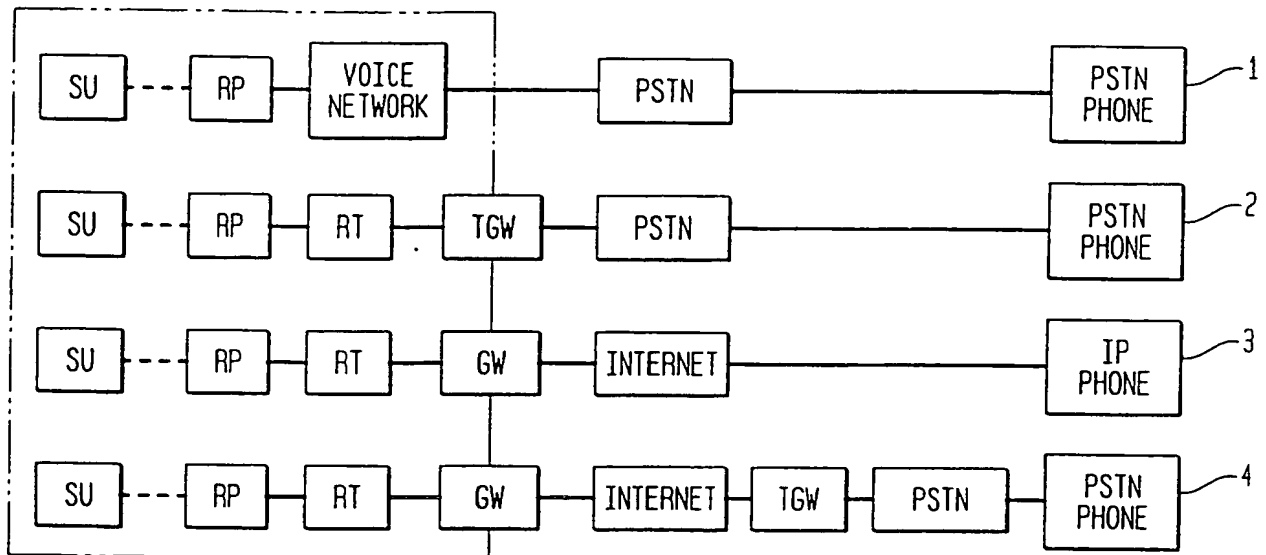 SU
RP
VOICE
NETWORK
PSTN
PSTN
PHONE
1
SU
RP
RT
TGW
PSTN
PSTN
PHONE
2
SU
RP
RT
GW
INTERNET
IP
PHONE
3
SU
RP
RT
GW
INTERNET
TGW
PSTN
PSTN
PHONE
4